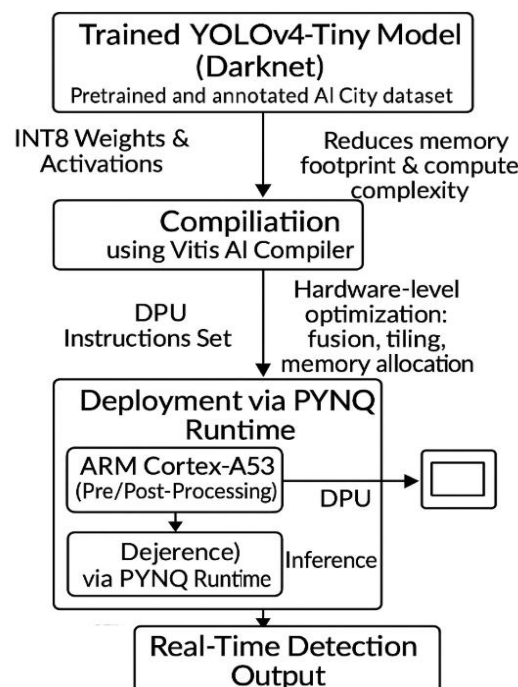 Trained YOLOv4-Tiny Model
(Darknet)
Pretrained and annotated AI City dataset
INT8 Weights &
Activations
Reduces memory
footprint & compute
complexity
Compiliatiion
using Vitis AI Compiler
DPU
Instructions Set
Hardware-level
optimization:
fusion, tiling,
memory allocation
Deployment via PYNQ
Runtime
ARM Cortex-A53
(Pre/Post-Processing)
DPU
Dejerence)
via PYNQ Runtime
Inference
Real-Time Detection
Output